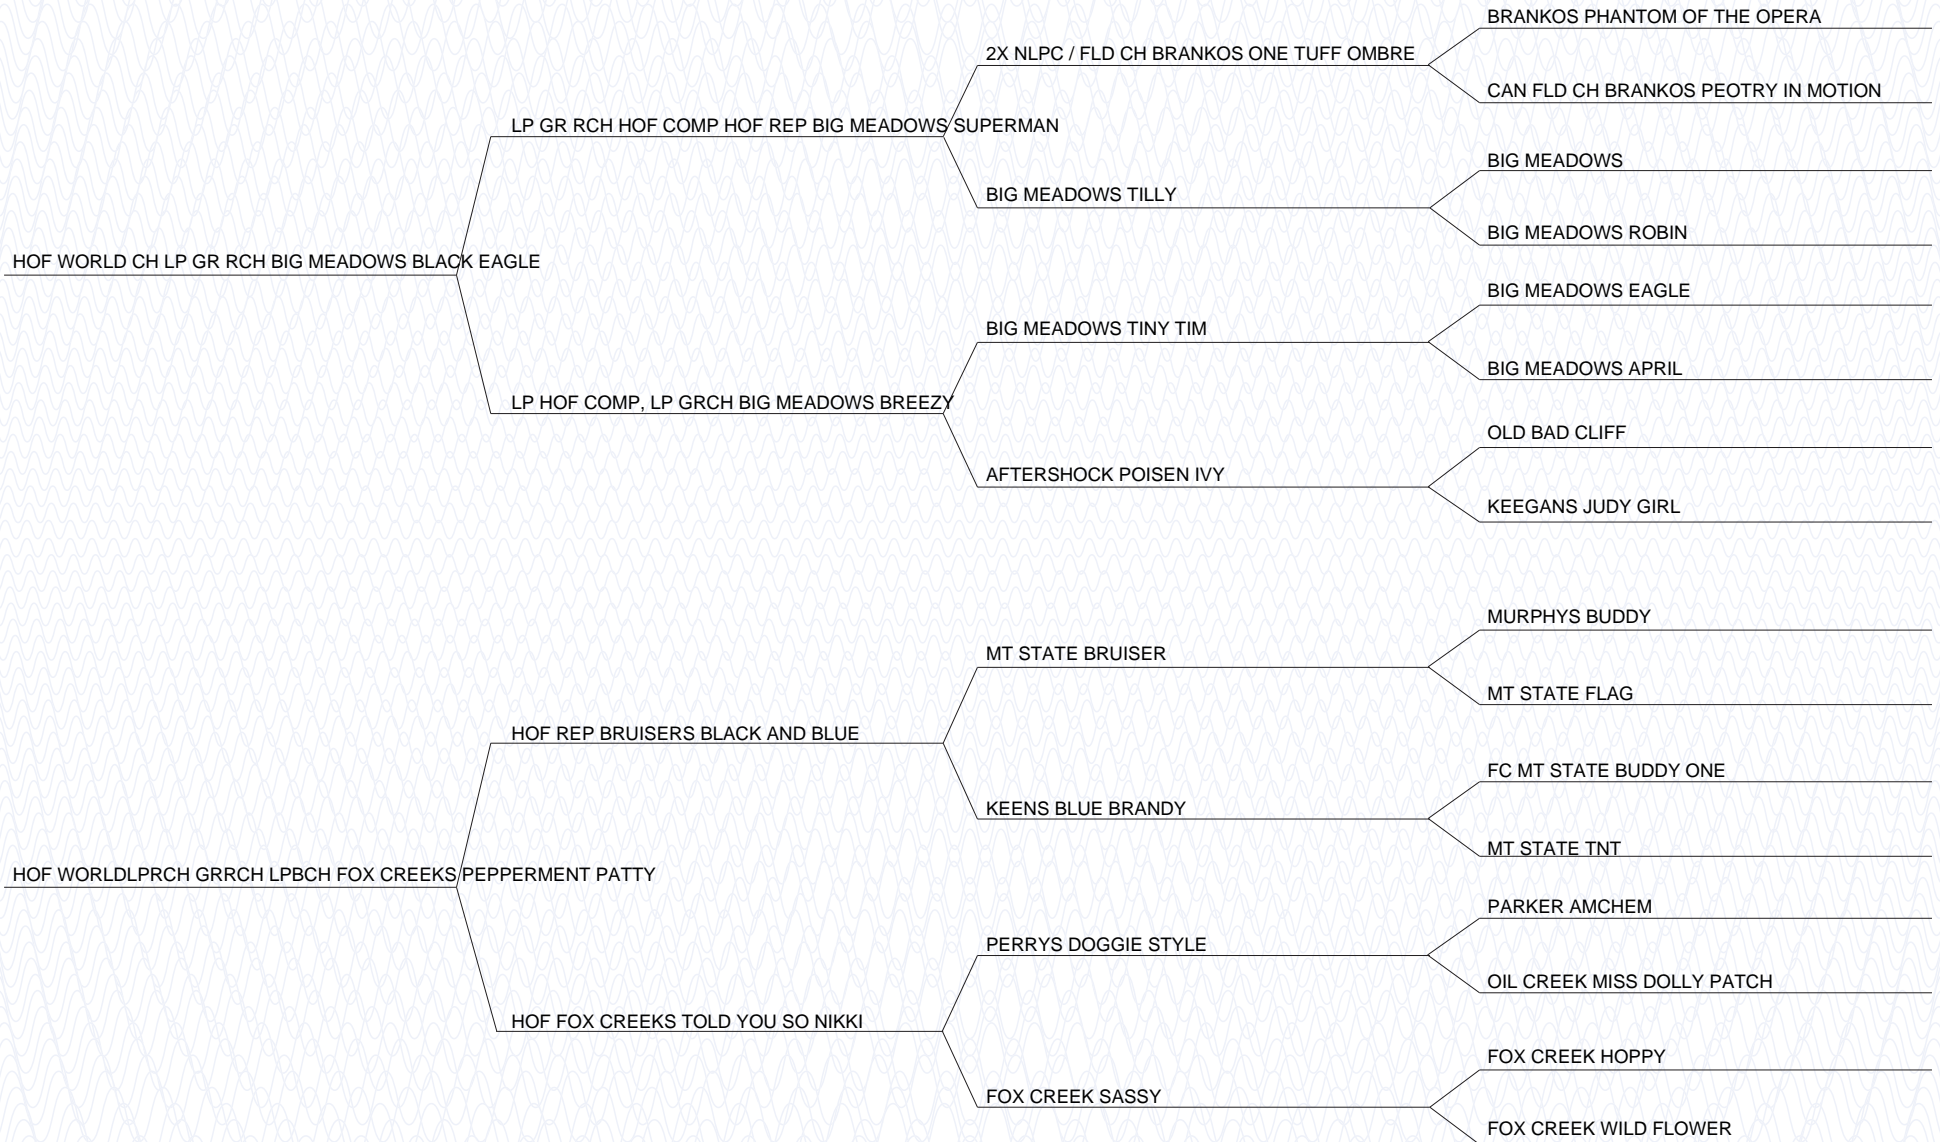 BRANKOS PHANTOM OF THE OPERA
2X NLPC / FLD CH BRANKOS ONE TUFF OMBRE
CAN FLD CH BRANKOS PEOTRY IN MOTION
LP GR RCH HOF COMP HOF REP BIG MEADOWS SUPERMAN
BIG MEADOWS
BIG MEADOWS TILLY
BIG MEADOWS ROBIN
HOF WORLD CH LP GR RCH BIG MEADOWS BLACK EAGLE
BIG MEADOWS EAGLE
BIG MEADOWS TINY TIM
BIG MEADOWS APRIL
LP HOF COMP, LP GRCH BIG MEADOWS BREEZY
OLD BAD CLIFF
AFTERSHOCK POISEN IVY
KEEGANS JUDY GIRL
MURPHYS BUDDY
MT STATE BRUISER
MT STATE FLAG
HOF REP BRUISERS BLACK AND BLUE
FC MT STATE BUDDY ONE
KEENS BLUE BRANDY
MT STATE TNT
HOF WORLDLPRCH GRRCH LPBCH FOX CREEKS PEPPERMENT PATTY
PARKER AMCHEM
PERRYS DOGGIE STYLE
OIL CREEK MISS DOLLY PATCH
HOF FOX CREEKS TOLD YOU SO NIKKI
FOX CREEK HOPPY
FOX CREEK SASSY
FOX CREEK WILD FLOWER